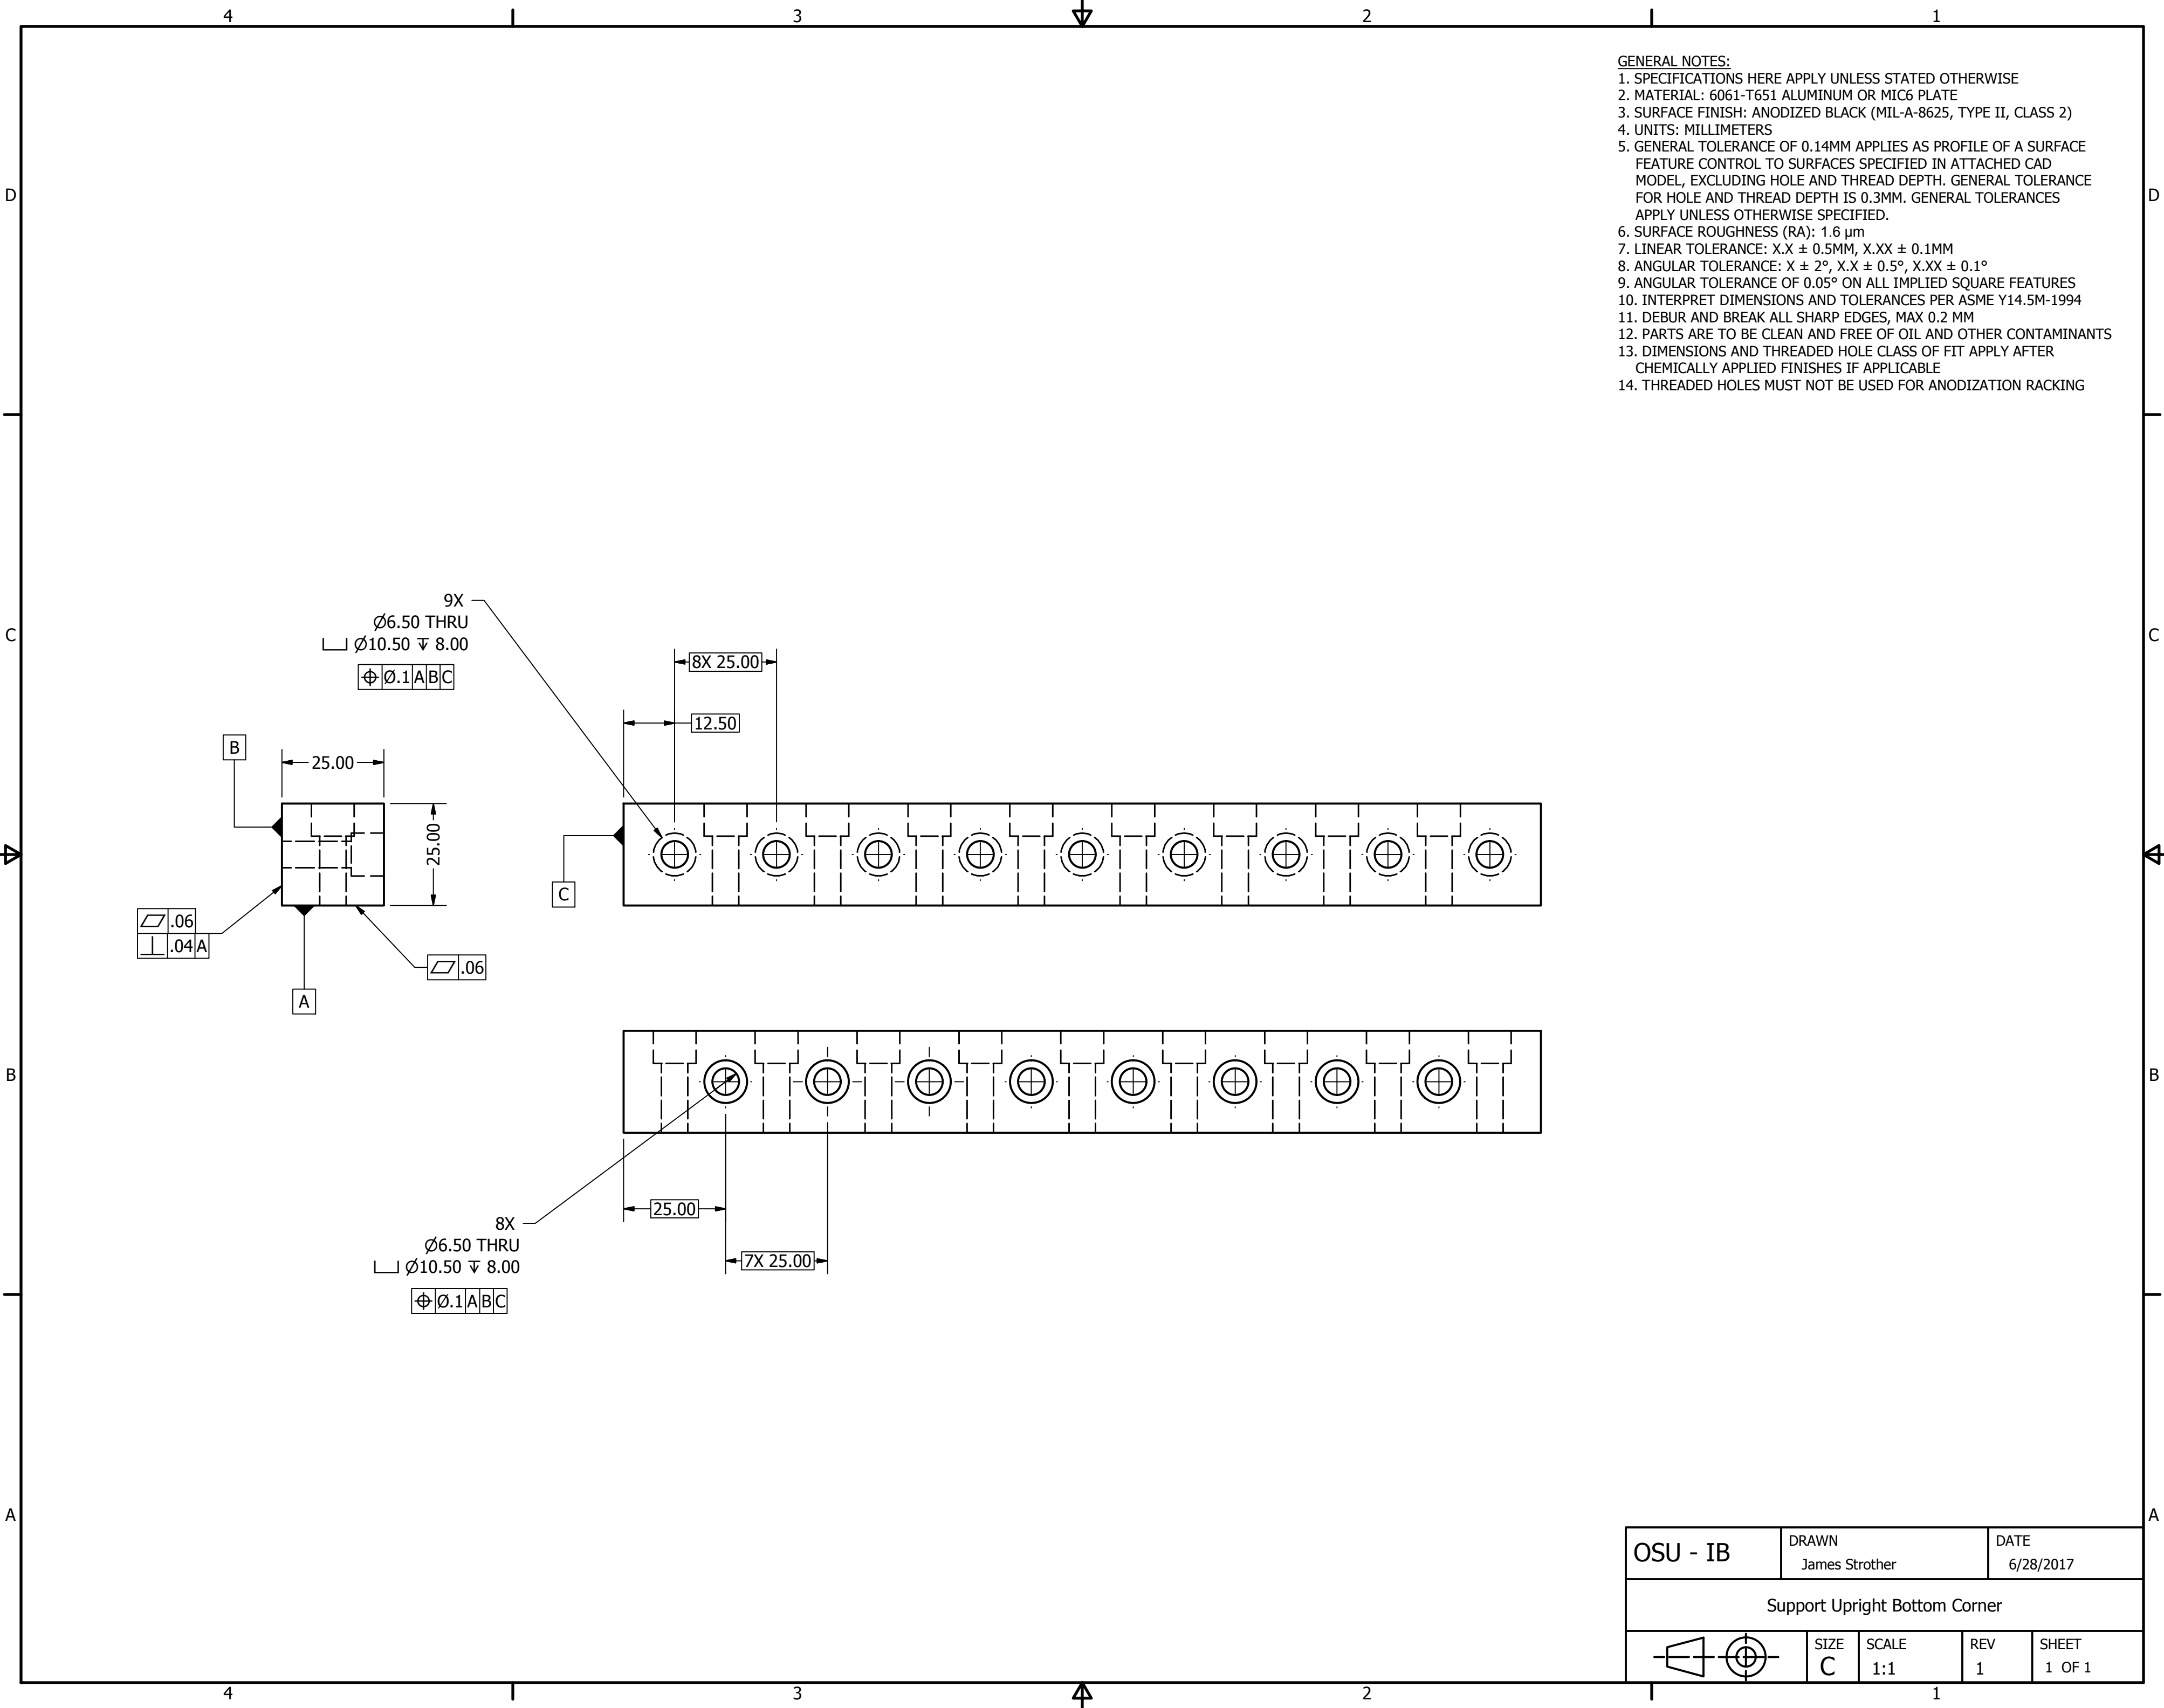 4 3 2 1
GENERAL NOTES:
1. SPECIFICATIONS HERE APPLY UNLESS STATED OTHERWISE
2. MATERIAL: 6061-T651 ALUMINUM OR MIC6 PLATE
3. SURFACE FINISH: ANODIZED BLACK (MIL-A-8625, TYPE II, CLASS 2)
4. UNITS: MILLIMETERS
5. GENERAL TOLERANCE OF 0.14MM APPLIES AS PROFILE OF A SURFACE
FEATURE CONTROL TO SURFACES SPECIFIED IN ATTACHED CAD
MODEL, EXCLUDING HOLE AND THREAD DEPTH. GENERAL TOLERANCE
FOR HOLE AND THREAD DEPTH IS 0.3MM. GENERAL TOLERANCES
APPLY UNLESS OTHERWISE SPECIFIED.
6. SURFACE ROUGHNESS (RA): 1.6 µm
7. LINEAR TOLERANCE: X.X ± 0.5MM, X.XX ± 0.1MM
8. ANGULAR TOLERANCE: X ± 2°, X.X ± 0.5°, X.XX ± 0.1°
9. ANGULAR TOLERANCE OF 0.05° ON ALL IMPLIED SQUARE FEATURES
10. INTERPRET DIMENSIONS AND TOLERANCES PER ASME Y14.5M-1994
11. DEBUR AND BREAK ALL SHARP EDGES, MAX 0.2 MM
12. PARTS ARE TO BE CLEAN AND FREE OF OIL AND OTHER CONTAMINANTS
13. DIMENSIONS AND THREADED HOLE CLASS OF FIT APPLY AFTER
CHEMICALLY APPLIED FINISHES IF APPLICABLE
14. THREADED HOLES MUST NOT BE USED FOR ANODIZATION RACKING
D D
C C
9X
Ø6.50 THRU
⌴ Ø10.50 ↧ 8.00
⌖ Ø.1 A B C
8X 25.00
12.50
B
25.00
25.00
C
⏥ .06
⟂ .04 A
⏥ .06
A
B B
25.00
8X
Ø6.50 THRU
⌴ Ø10.50 ↧ 8.00
7X 25.00
⌖ Ø.1 A B C
A A
OSU - IB
DRAWN
James Strother
DATE
6/28/2017
Support Upright Bottom Corner
SIZE
C
SCALE
1:1
REV
1
SHEET
1 OF 1
4 3 2 1